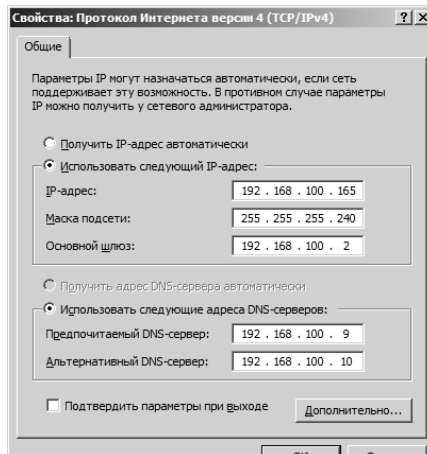 Свойства: Протокол Интернета версии 4 (TCP/IPv4)
Общие
Параметры IP могут назначаться автоматически, если сеть
поддерживает эту возможность. В противном случае параметры
IP можно получить у сетевого администратора.
Получить IP-адрес автоматически
Использовать следующий IP-адрес:
IP-адрес: 192 . 168 . 100 . 165
Маска подсети: 255 . 255 . 255 . 240
Основной шлюз: 192 . 168 . 100 . 2
Получить адрес DNS-сервера автоматически
Использовать следующие адреса DNS-серверов:
Предпочитаемый DNS-сервер: 192 . 168 . 100 . 9
Альтернативный DNS-сервер: 192 . 168 . 100 . 10
Подтвердить параметры при выходе
Дополнительно...